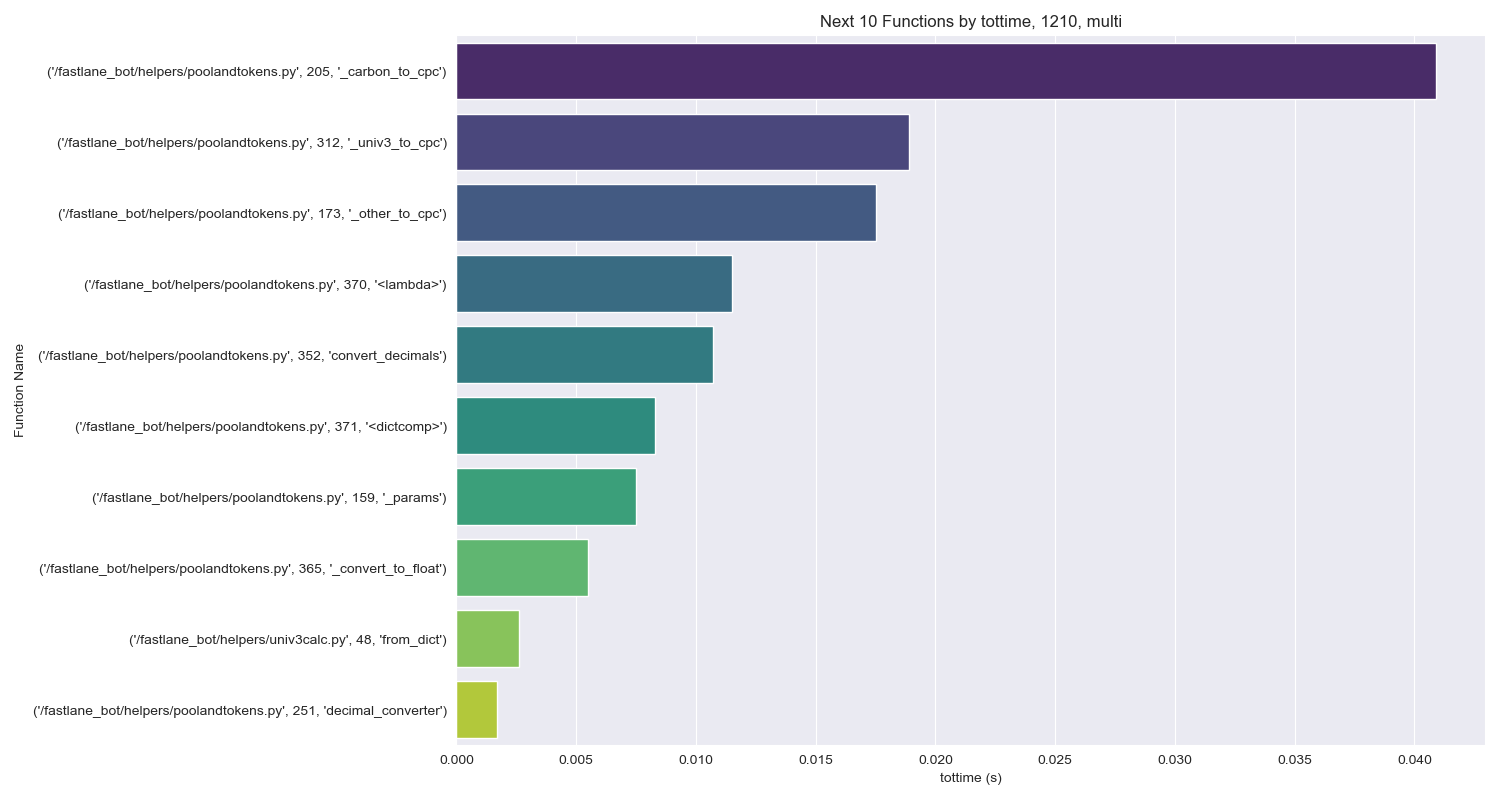 Next 10 Functions by tottime, 1210, multi
('/fastlane_bot/helpers/poolandtokens.py', 205, '_carbon_to_cpc')
('/fastlane_bot/helpers/poolandtokens.py', 312, '_univ3_to_cpc')
('/fastlane_bot/helpers/poolandtokens.py', 173, '_other_to_cpc')
('/fastlane_bot/helpers/poolandtokens.py', 370, '<lambda>')
('/fastlane_bot/helpers/poolandtokens.py', 352, 'convert_decimals')
('/fastlane_bot/helpers/poolandtokens.py', 371, '<dictcomp>')
('/fastlane_bot/helpers/poolandtokens.py', 159, '_params')
('/fastlane_bot/helpers/poolandtokens.py', 365, '_convert_to_float')
('/fastlane_bot/helpers/univ3calc.py', 48, 'from_dict')
('/fastlane_bot/helpers/poolandtokens.py', 251, 'decimal_converter')
Function Name
0.000 0.005 0.010 0.015 0.020 0.025 0.030 0.035 0.040
tottime (s)